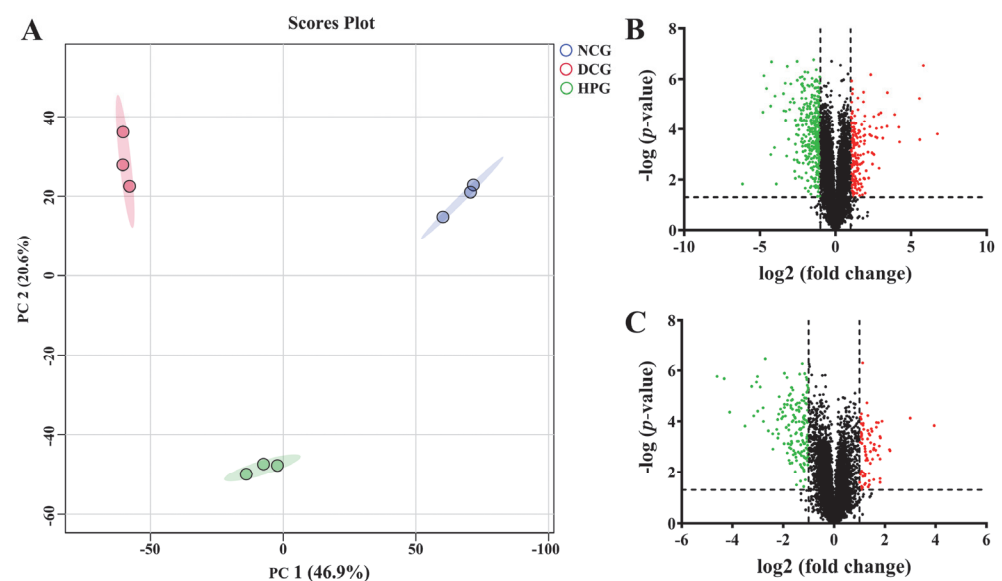 A
Scores Plot
NCG
DCG
HPG
40
20
0
-20
-40
-60
PC 2 (20.6%)
-50
0
50
-100
PC 1 (46.9%)
B
8
6
4
2
0
-log (p-value)
-10
-5
0
5
10
log2 (fold change)
C
8
6
4
2
0
-log (p-value)
-6
-4
-2
0
2
4
6
log2 (fold change)